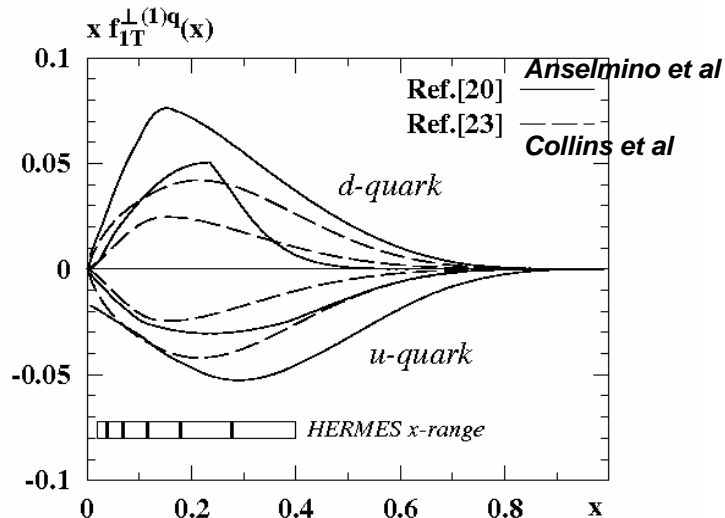 x f⊥(1)q1T(x)
0.1
Anselmino et al
Ref.[20]
Ref.[23]
Collins et al
0.05
d-quark
0
u-quark
-0.05
HERMES x-range
-0.1
0 0.2 0.4 0.6 0.8 x